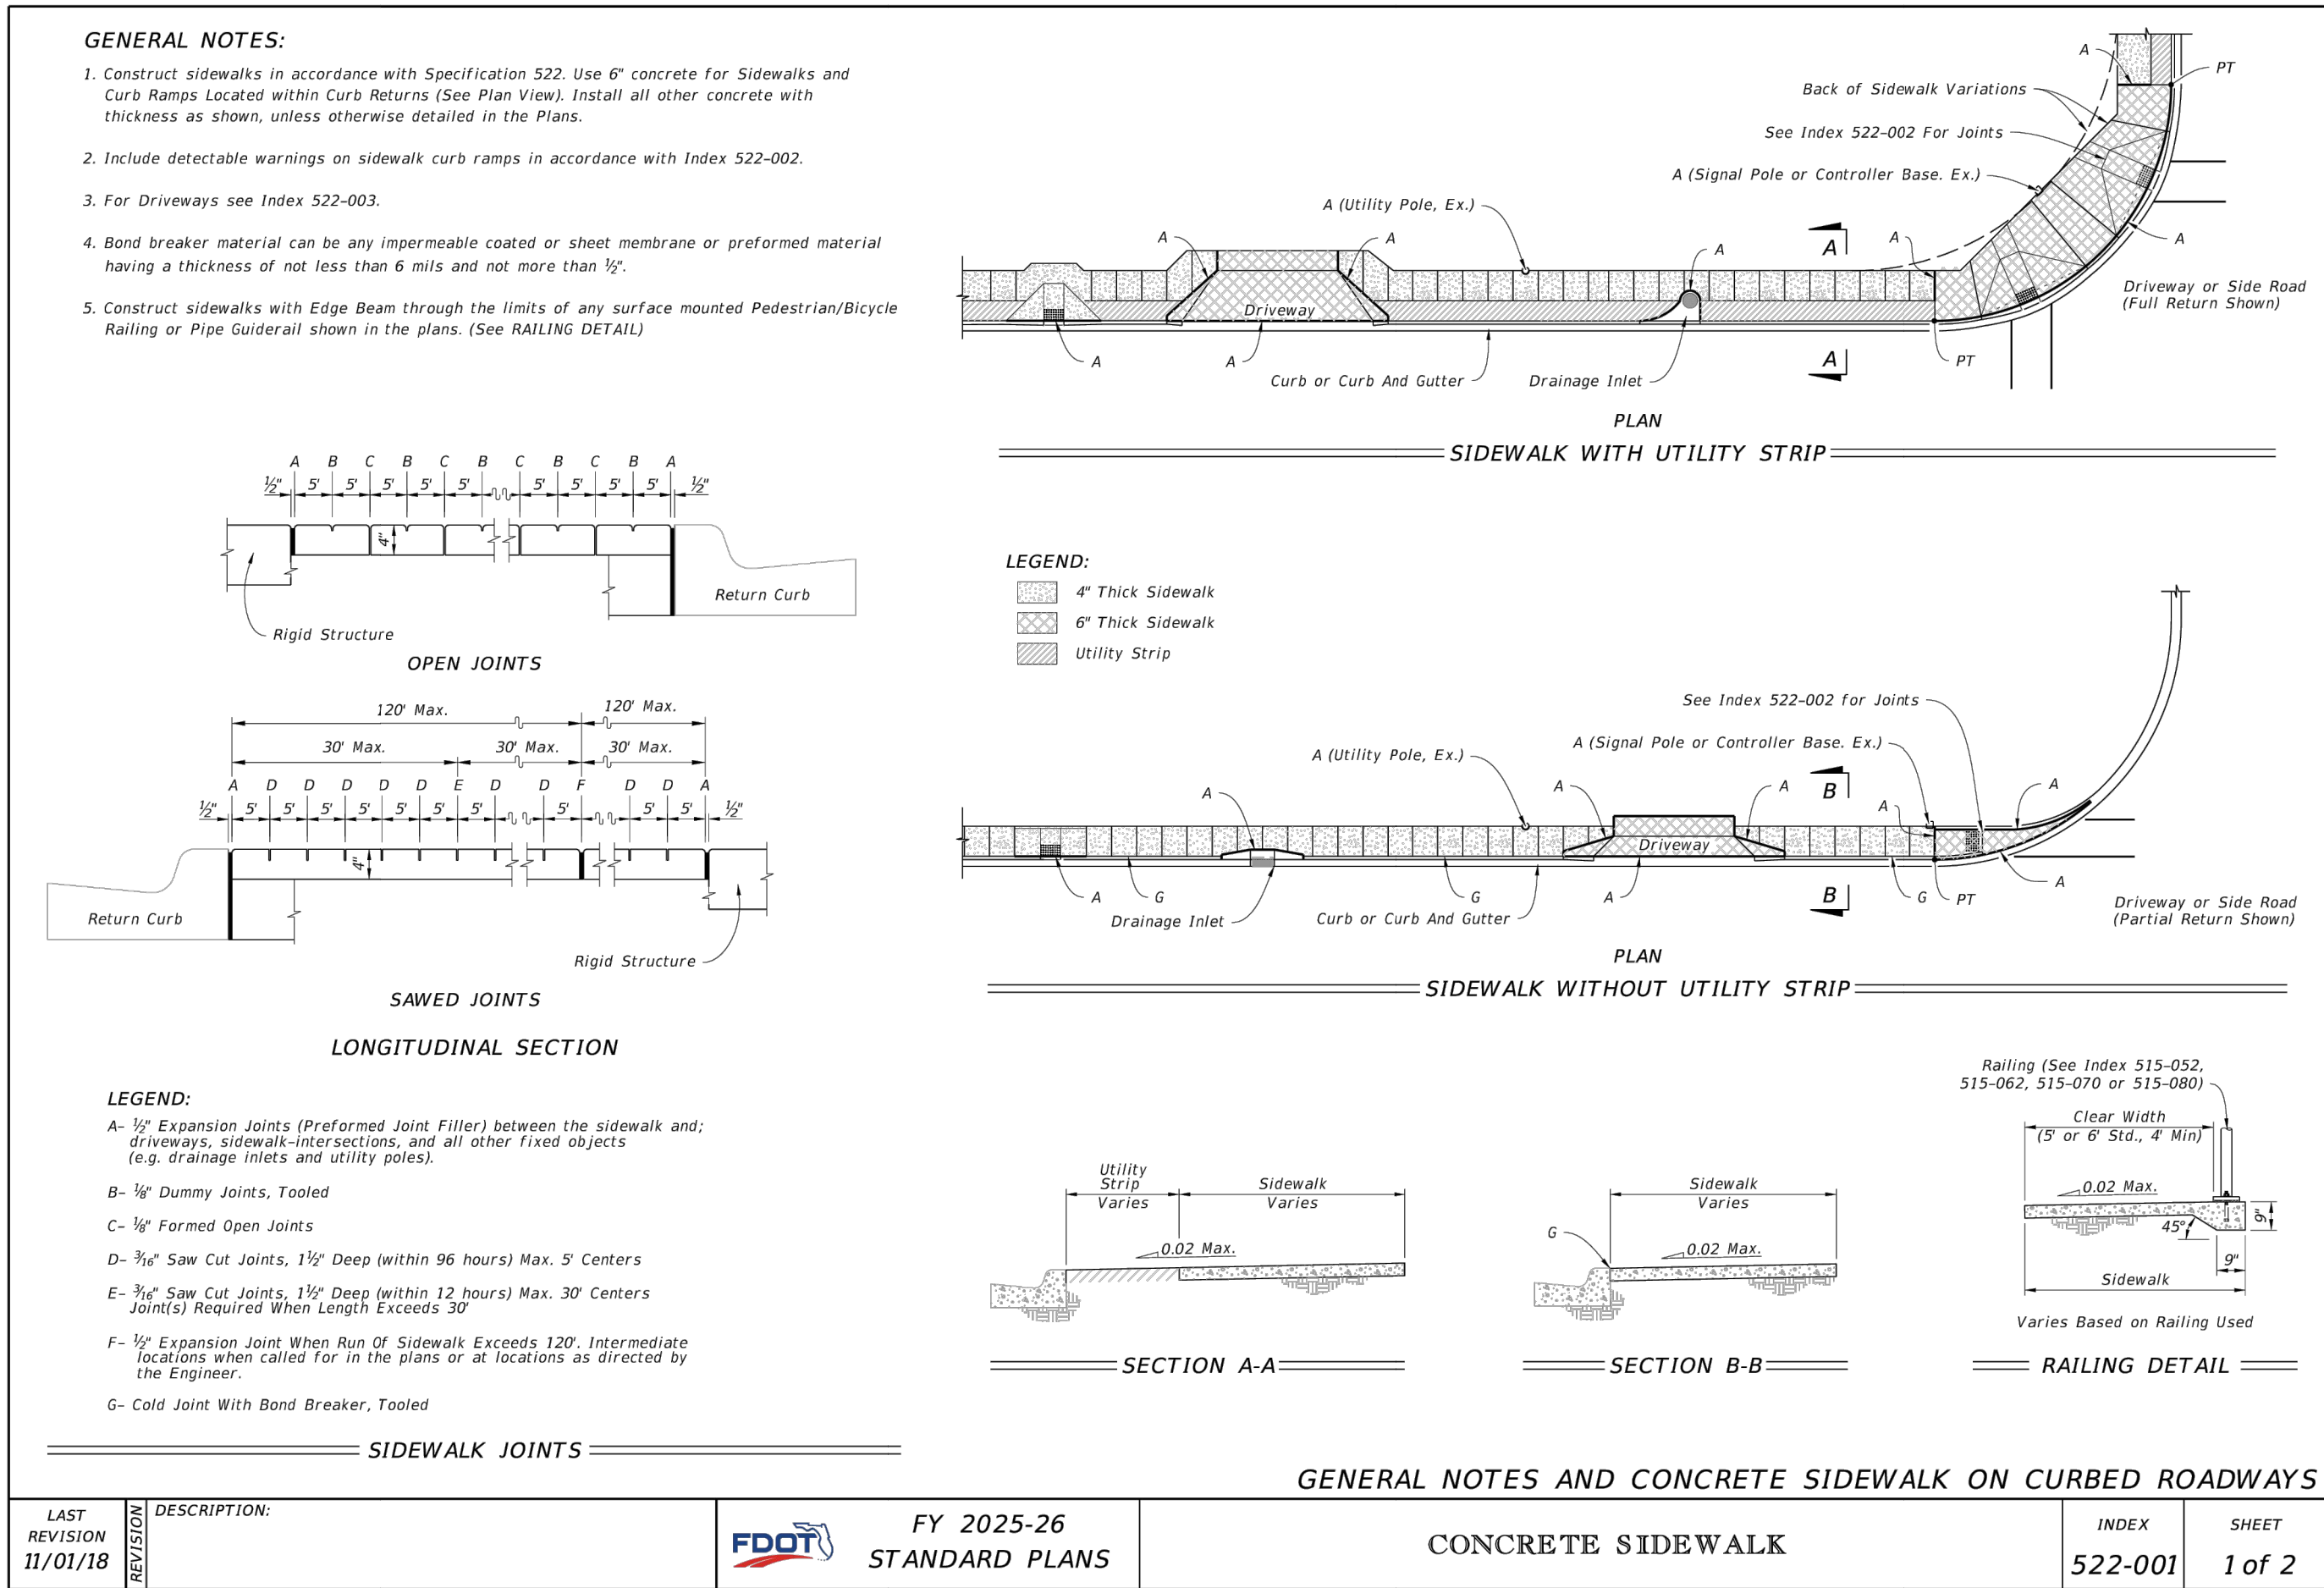 GENERAL NOTES:
1. Construct sidewalks in accordance with Specification 522. Use 6" concrete for Sidewalks and
Curb Ramps Located within Curb Returns (See Plan View). Install all other concrete with
thickness as shown, unless otherwise detailed in the Plans.
2. Include detectable warnings on sidewalk curb ramps in accordance with Index 522-002.
3. For Driveways see Index 522-003.
4. Bond breaker material can be any impermeable coated or sheet membrane or preformed material
having a thickness of not less than 6 mils and not more than ½".
5. Construct sidewalks with Edge Beam through the limits of any surface mounted Pedestrian/Bicycle
Railing or Pipe Guiderail shown in the plans. (See RAILING DETAIL)
A B C B C B C B C B A
½" 5' 5' 5' 5' 5' 5' 5' 5' 5' ½"
4"
Return Curb
Rigid Structure
OPEN JOINTS
120' Max. 120' Max.
30' Max. 30' Max. 30' Max.
A D D D D D E D D F D D A
½" 5' 5' 5' 5' 5' 5' 5' 5' 5' 5' ½"
4"
Return Curb
Rigid Structure
SAWED JOINTS
LONGITUDINAL SECTION
LEGEND:
A- ½" Expansion Joints (Preformed Joint Filler) between the sidewalk and;
driveways, sidewalk-intersections, and all other fixed objects
(e.g. drainage inlets and utility poles).
B- ⅛" Dummy Joints, Tooled
C- ⅛" Formed Open Joints
D- 3/16" Saw Cut Joints, 1½" Deep (within 96 hours) Max. 5' Centers
E- 3/16" Saw Cut Joints, 1½" Deep (within 12 hours) Max. 30' Centers
Joint(s) Required When Length Exceeds 30'
F- ½" Expansion Joint When Run Of Sidewalk Exceeds 120'. Intermediate
locations when called for in the plans or at locations as directed by
the Engineer.
G- Cold Joint With Bond Breaker, Tooled
SIDEWALK JOINTS
A
PT
Back of Sidewalk Variations
See Index 522-002 For Joints
A (Signal Pole or Controller Base. Ex.)
A (Utility Pole, Ex.)
A A A A A A
Driveway or Side Road
(Full Return Shown)
Driveway
A A A PT
Curb or Curb And Gutter Drainage Inlet
PLAN
SIDEWALK WITH UTILITY STRIP
LEGEND:
4" Thick Sidewalk
6" Thick Sidewalk
Utility Strip
See Index 522-002 for Joints
A (Signal Pole or Controller Base. Ex.)
A (Utility Pole, Ex.)
A A A B A A
Driveway
A G G A B G PT A
Drainage Inlet Curb or Curb And Gutter
Driveway or Side Road
(Partial Return Shown)
PLAN
SIDEWALK WITHOUT UTILITY STRIP
Utility
Strip
Varies
Sidewalk
Varies
0.02 Max.
SECTION A-A
Sidewalk
Varies
G
0.02 Max.
SECTION B-B
Railing (See Index 515-052,
515-062, 515-070 or 515-080)
Clear Width
(5' or 6' Std., 4' Min)
0.02 Max.
45°
9"
9"
Sidewalk
Varies Based on Railing Used
RAILING DETAIL
GENERAL NOTES AND CONCRETE SIDEWALK ON CURBED ROADWAYS
LAST
REVISION
11/01/18
REVISION
DESCRIPTION:
FDOT
FY 2025-26
STANDARD PLANS
CONCRETE SIDEWALK
INDEX
522-001
SHEET
1 of 2